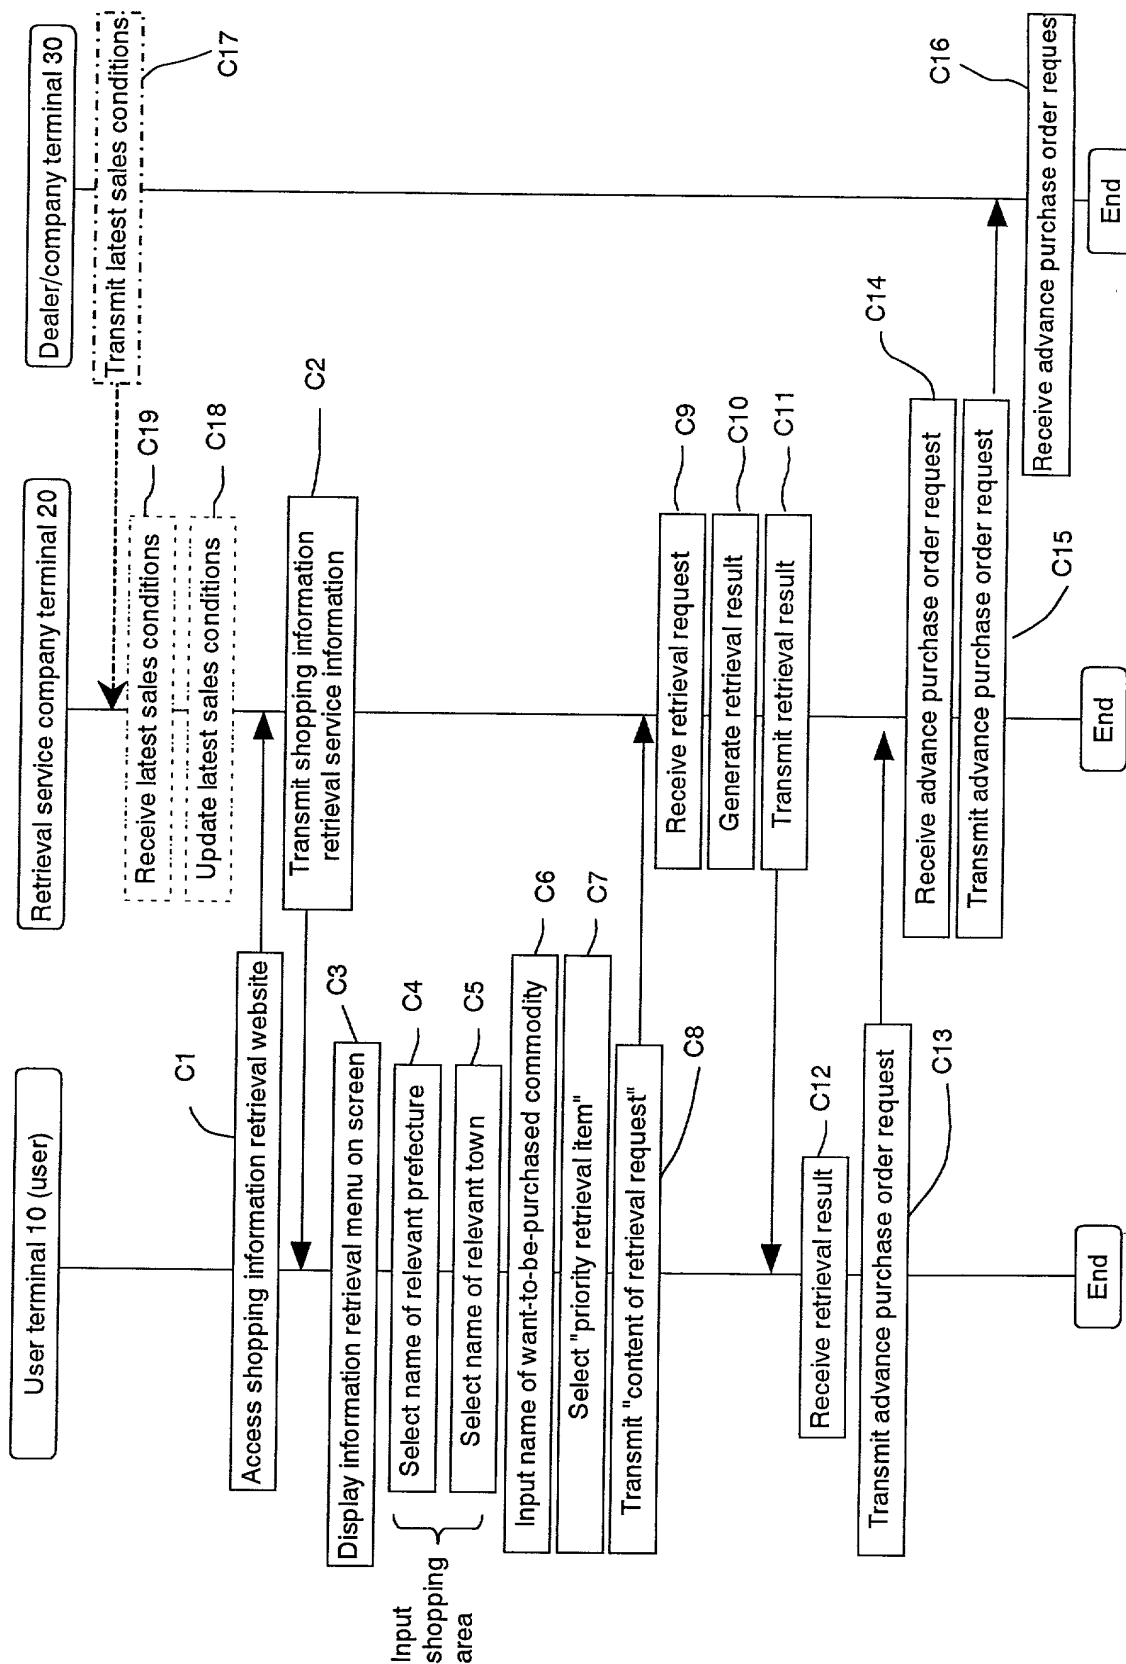 User terminal 10 (user)
Retrieval service company terminal 20
Dealer/company terminal 30
Transmit latest sales conditions
C17
Receive latest sales conditions
C19
Update latest sales conditions
C18
C1
Access shopping information retrieval website
C2
Transmit shopping information
retrieval service information
Display information retrieval menu on screen
C3
Input
shopping
area
Select name of relevant prefecture
C4
Select name of relevant town
C5
Input name of want-to-be-purchased commodity
C6
Select "priority retrieval item"
C7
Transmit "content of retrieval request"
C8
Receive retrieval request
C9
Generate retrieval result
C10
Transmit retrieval result
C11
Receive retrieval result
C12
Transmit advance purchase order request
C13
Receive advance purchase order request
C14
Transmit advance purchase order request
C15
C16
Receive advance purchase order reques
End
End
End